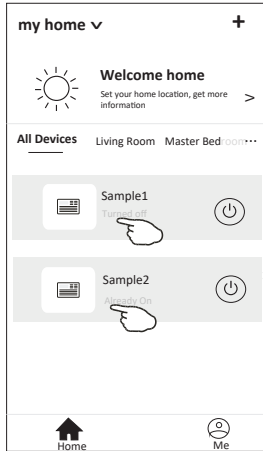 my home
+
Welcome home
Set your home location, get more
information
>
All Devices Living Room Master Bedroom ···
Sample1
Turned off
Sample2
Already On
Home
Me